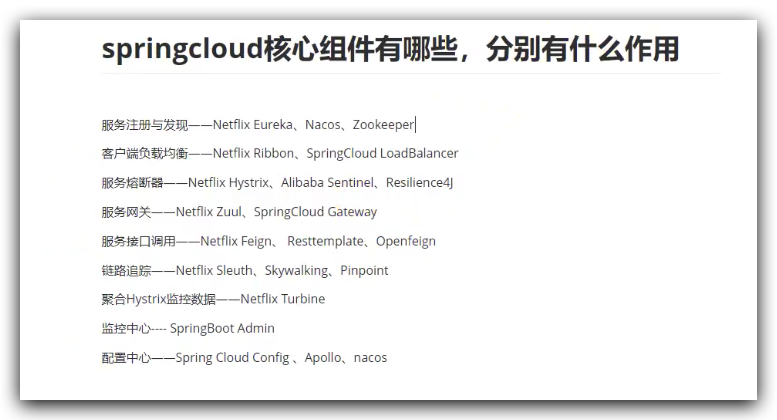 springcloud核心组件有哪些，分别有什么作用
服务注册与发现——Netflix Eureka、Nacos、Zookeeper
客户端负载均衡——Netflix Ribbon、SpringCloud LoadBalancer
服务熔断器——Netflix Hystrix、Alibaba Sentinel、Resilience4J
服务网关——Netflix Zuul、SpringCloud Gateway
服务接口调用——Netflix Feign、 Resttemplate、Openfeign
链路追踪——Netflix Sleuth、Skywalking、Pinpoint
聚合Hystrix监控数据——Netflix Turbine
监控中心---- SpringBoot Admin
配置中心——Spring Cloud Config 、Apollo、nacos